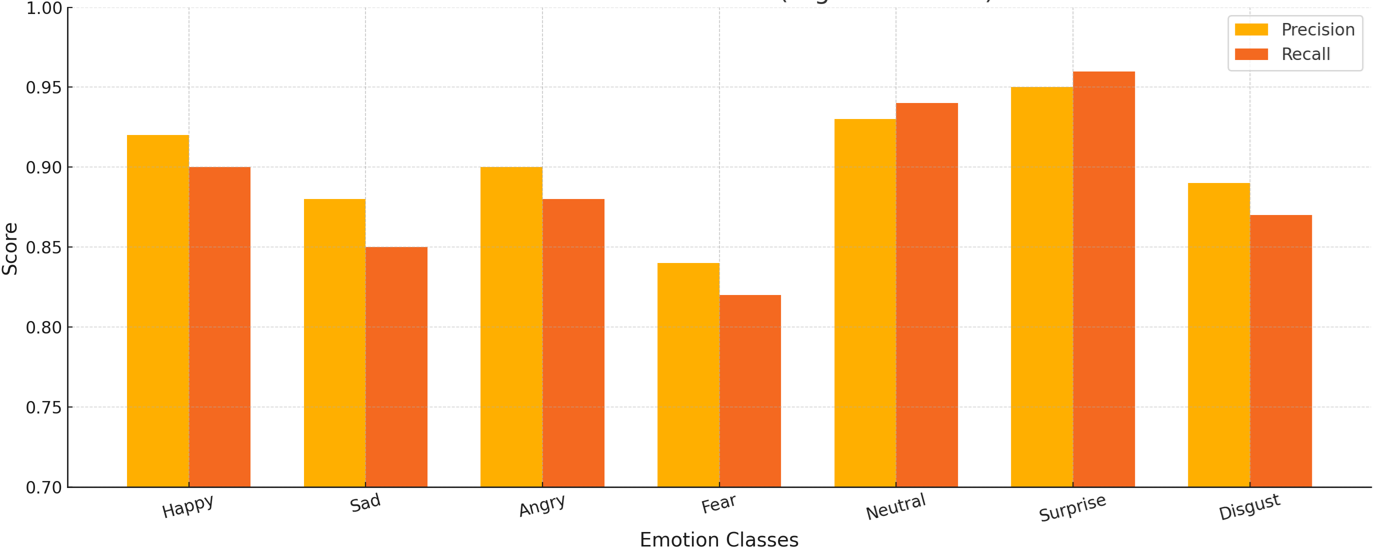 1.00
0.95
0.90
0.85
0.80
0.75
0.70
Score
Precision
Recall
Happy
Sad
Angry
Fear
Neutral
Surprise
Disgust
Emotion Classes